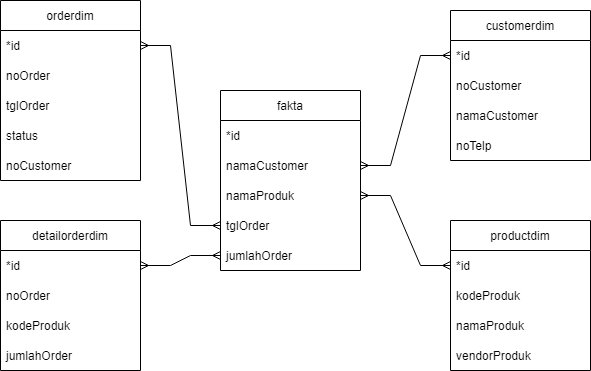 orderdim
*id
noOrder
tglOrder
status
noCustomer
detailorderdim
*id
noOrder
kodeProduk
jumlahOrder
fakta
*id
namaCustomer
namaProduk
tglOrder
jumlahOrder
customerdim
*id
noCustomer
namaCustomer
noTelp
productdim
*id
kodeProduk
namaProduk
vendorProduk